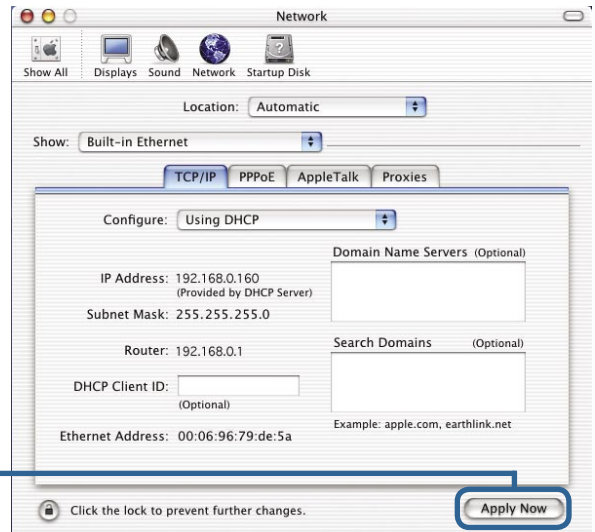 Network
Show All Displays Sound Network Startup Disk
Location: Automatic
Show: Built-in Ethernet
TCP/IP PPPoE AppleTalk Proxies
Configure: Using DHCP
Domain Name Servers (Optional)
IP Address: 192.168.0.160
(Provided by DHCP Server)
Subnet Mask: 255.255.255.0
Search Domains (Optional)
Router: 192.168.0.1
DHCP Client ID:
(Optional)
Example: apple.com, earthlink.net
Ethernet Address: 00:06:96:79:de:5a
Click the lock to prevent further changes.
Apply Now